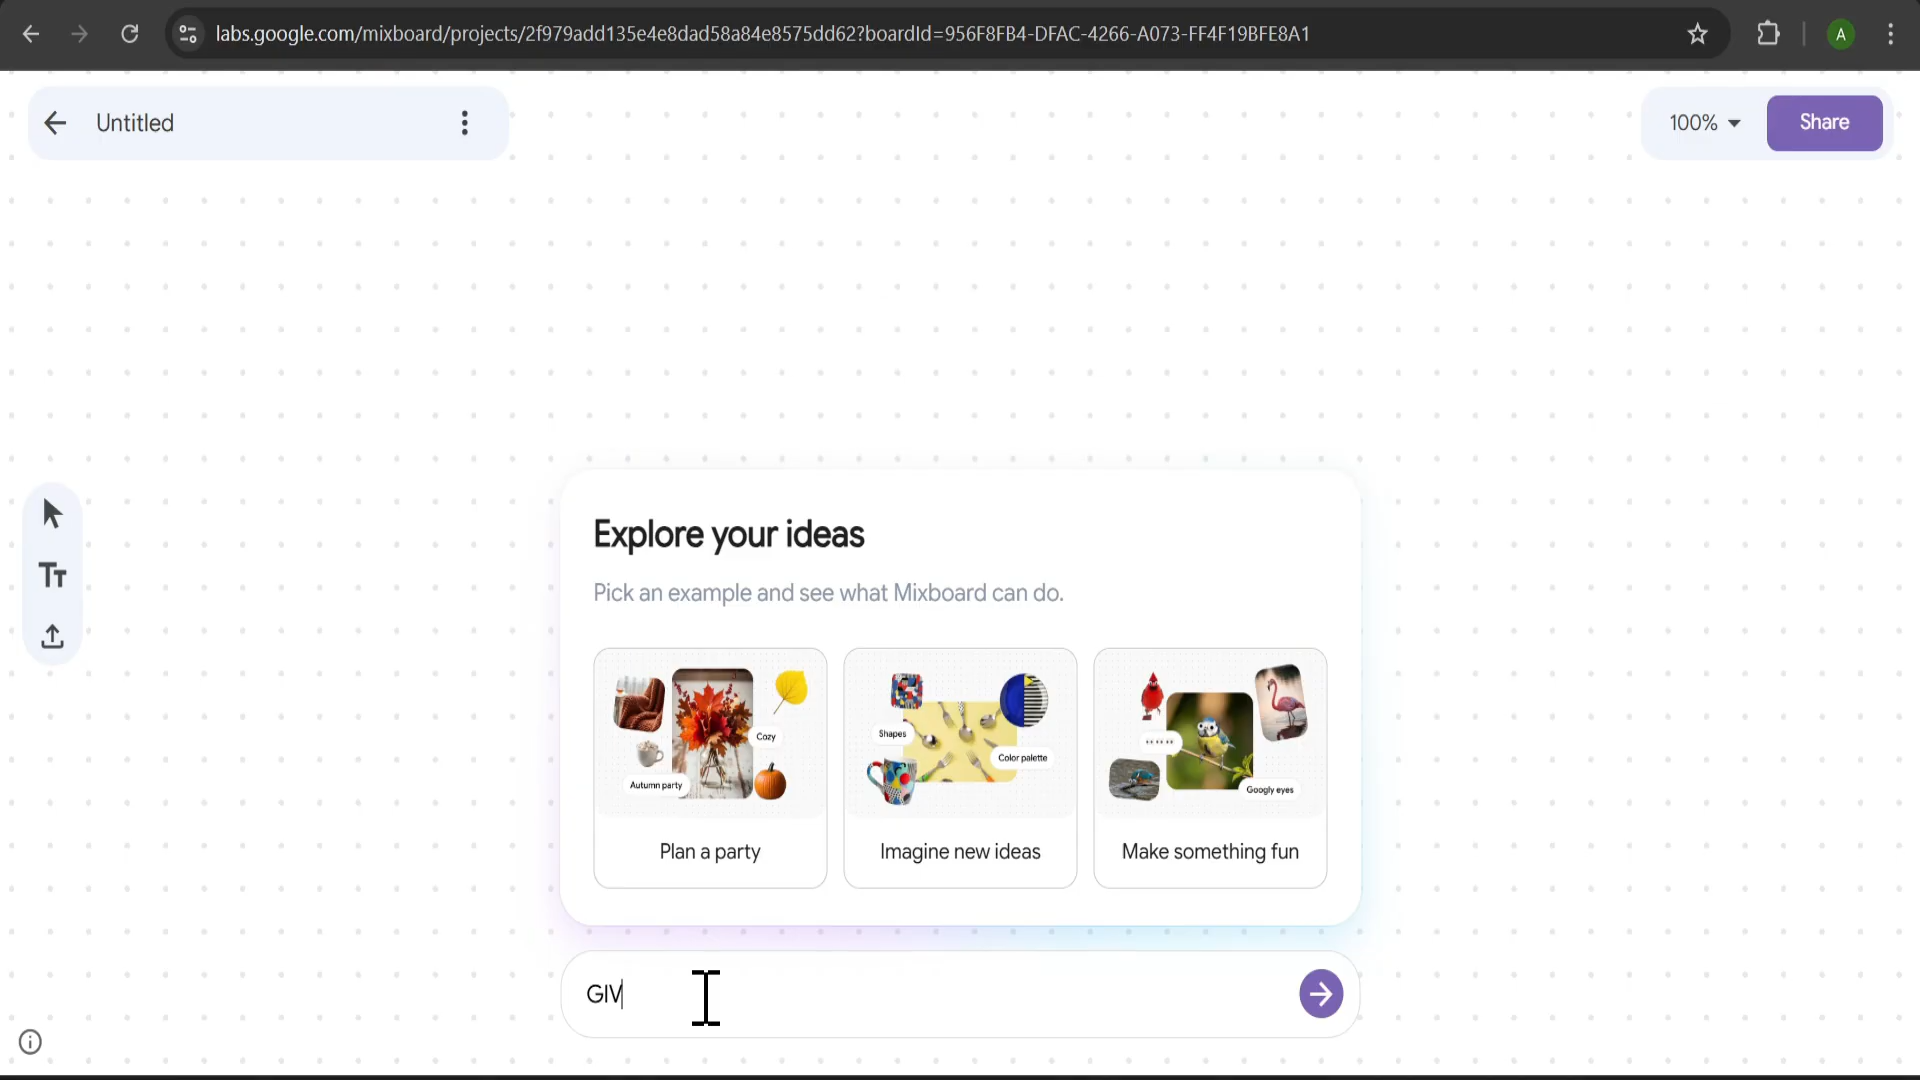 labs.google.com/mixboard/projects/2f979add135e4e8dad58a84e8575dd62?boardId=956F8FB4-DFAC-4266-A073-FF4F19BFE8A1
A
Untitled
100%
Share
Tт
Explore your ideas
Pick an example and see what Mixboard can do.
Cozy
Autumn party
Shapes
Color palette
Googly eyes
Plan a party
Imagine new ideas
Make something fun
GIV